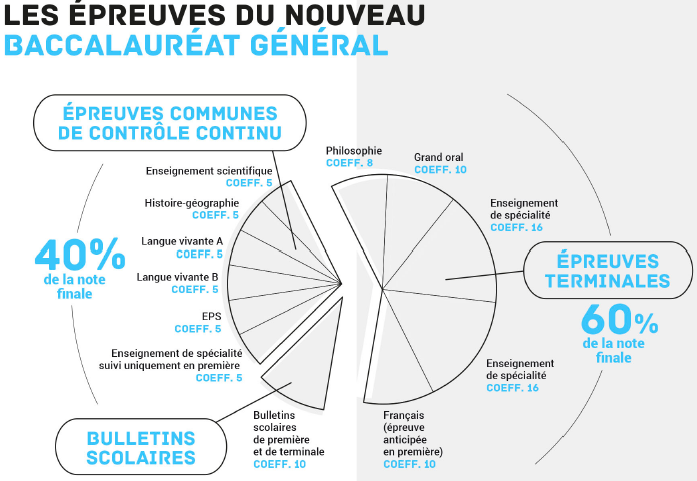 LES ÉPREUVES DU NOUVEAU
BACCALAURÉAT GÉNÉRAL
ÉPREUVES COMMUNES
DE CONTRÔLE CONTINU
Enseignement scientifique
COEFF. 5
Histoire-géographie
COEFF. 5
Langue vivante A
COEFF. 5
Langue vivante B
COEFF. 5
EPS
COEFF. 5
Enseignement de spécialité
suivi uniquement en première
COEFF. 5
40%
de la note
finale
BULLETINS
SCOLAIRES
Bulletins
scolaires
de première
et de terminale
COEFF. 10
Philosophie
COEFF. 8
Grand oral
COEFF. 10
Enseignement
de spécialité
COEFF. 16
ÉPREUVES
TERMINALES
60%
de la note
finale
Enseignement
de spécialité
COEFF. 16
Français
(épreuve
anticipée
en première)
COEFF. 10